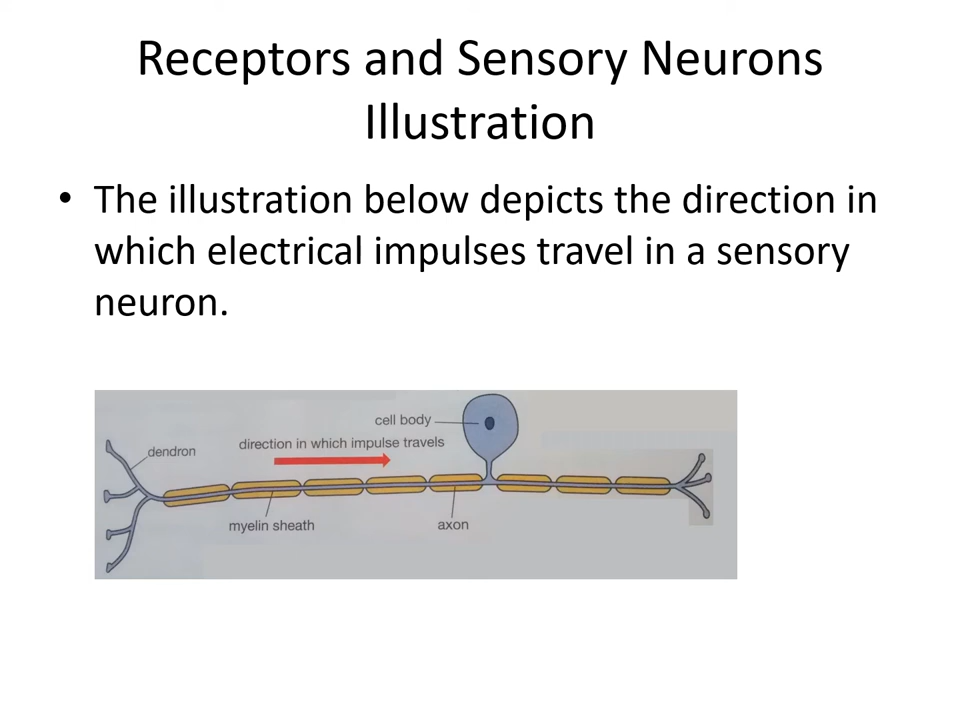 Receptors and Sensory Neurons
Illustration
• The illustration below depicts the direction in
which electrical impulses travel in a sensory
neuron.
cell body
direction in which impulse travels
dendron
myelin sheath
axon